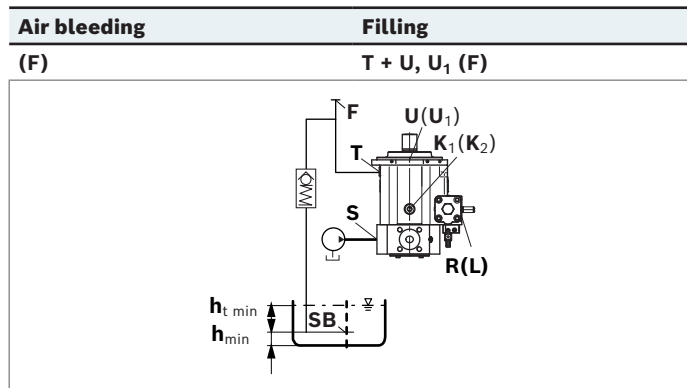 Air bleeding Filling
(F) T + U, U₁ (F)
F
U(U₁)
K₁(K₂)
T
S
R(L)
hₜ ₘᵢₙ
SB
hₘᵢₙ